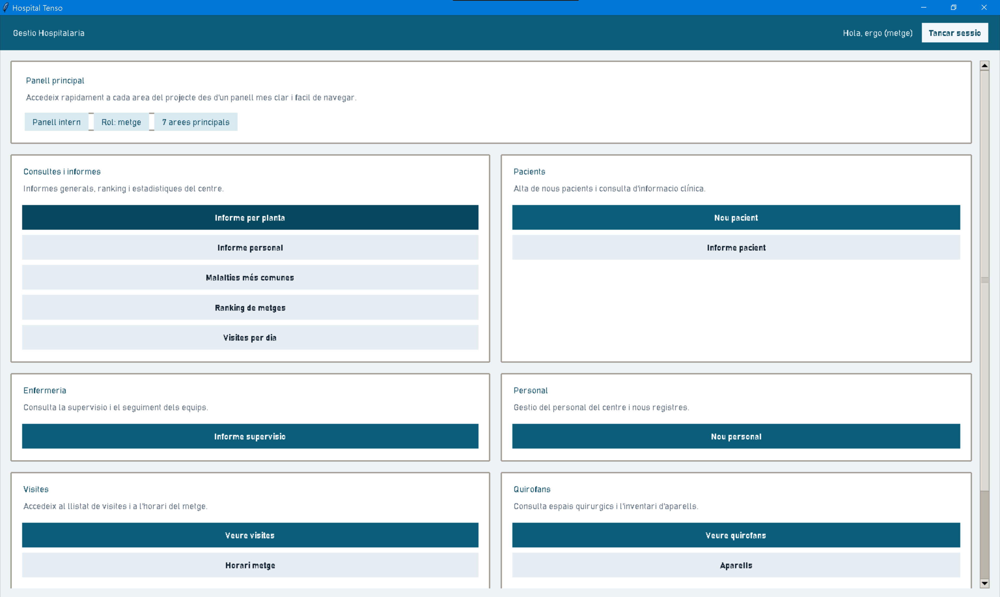 Hospital Tenso
Gestio Hospitalaria
Hola, ergo (metge)
Tancar sessio
Panell principal
Accedeix rapidament a cada area del projecte des d'un panell mes clar i facil de navegar.
Panell intern
Rol: metge
7 arees principals
Consultes i informes
Informes generals, ranking i estadistiques del centre.
Informe per planta
Informe personal
Malalties més comunes
Ranking de metges
Visites per dia
Pacients
Alta de nous pacients i consulta d'informacio clínica.
Nou pacient
Informe pacient
Enfermeria
Consulta la supervisio i el seguiment dels equips.
Informe supervisio
Personal
Gestio del personal del centre i nous registres.
Nou personal
Visites
Accedeix al llistat de visites i a l'horari del metge.
Veure visites
Horari metge
Quirofans
Consulta espais quirurgics i l'inventari d'aparells.
Veure quirofans
Aparells